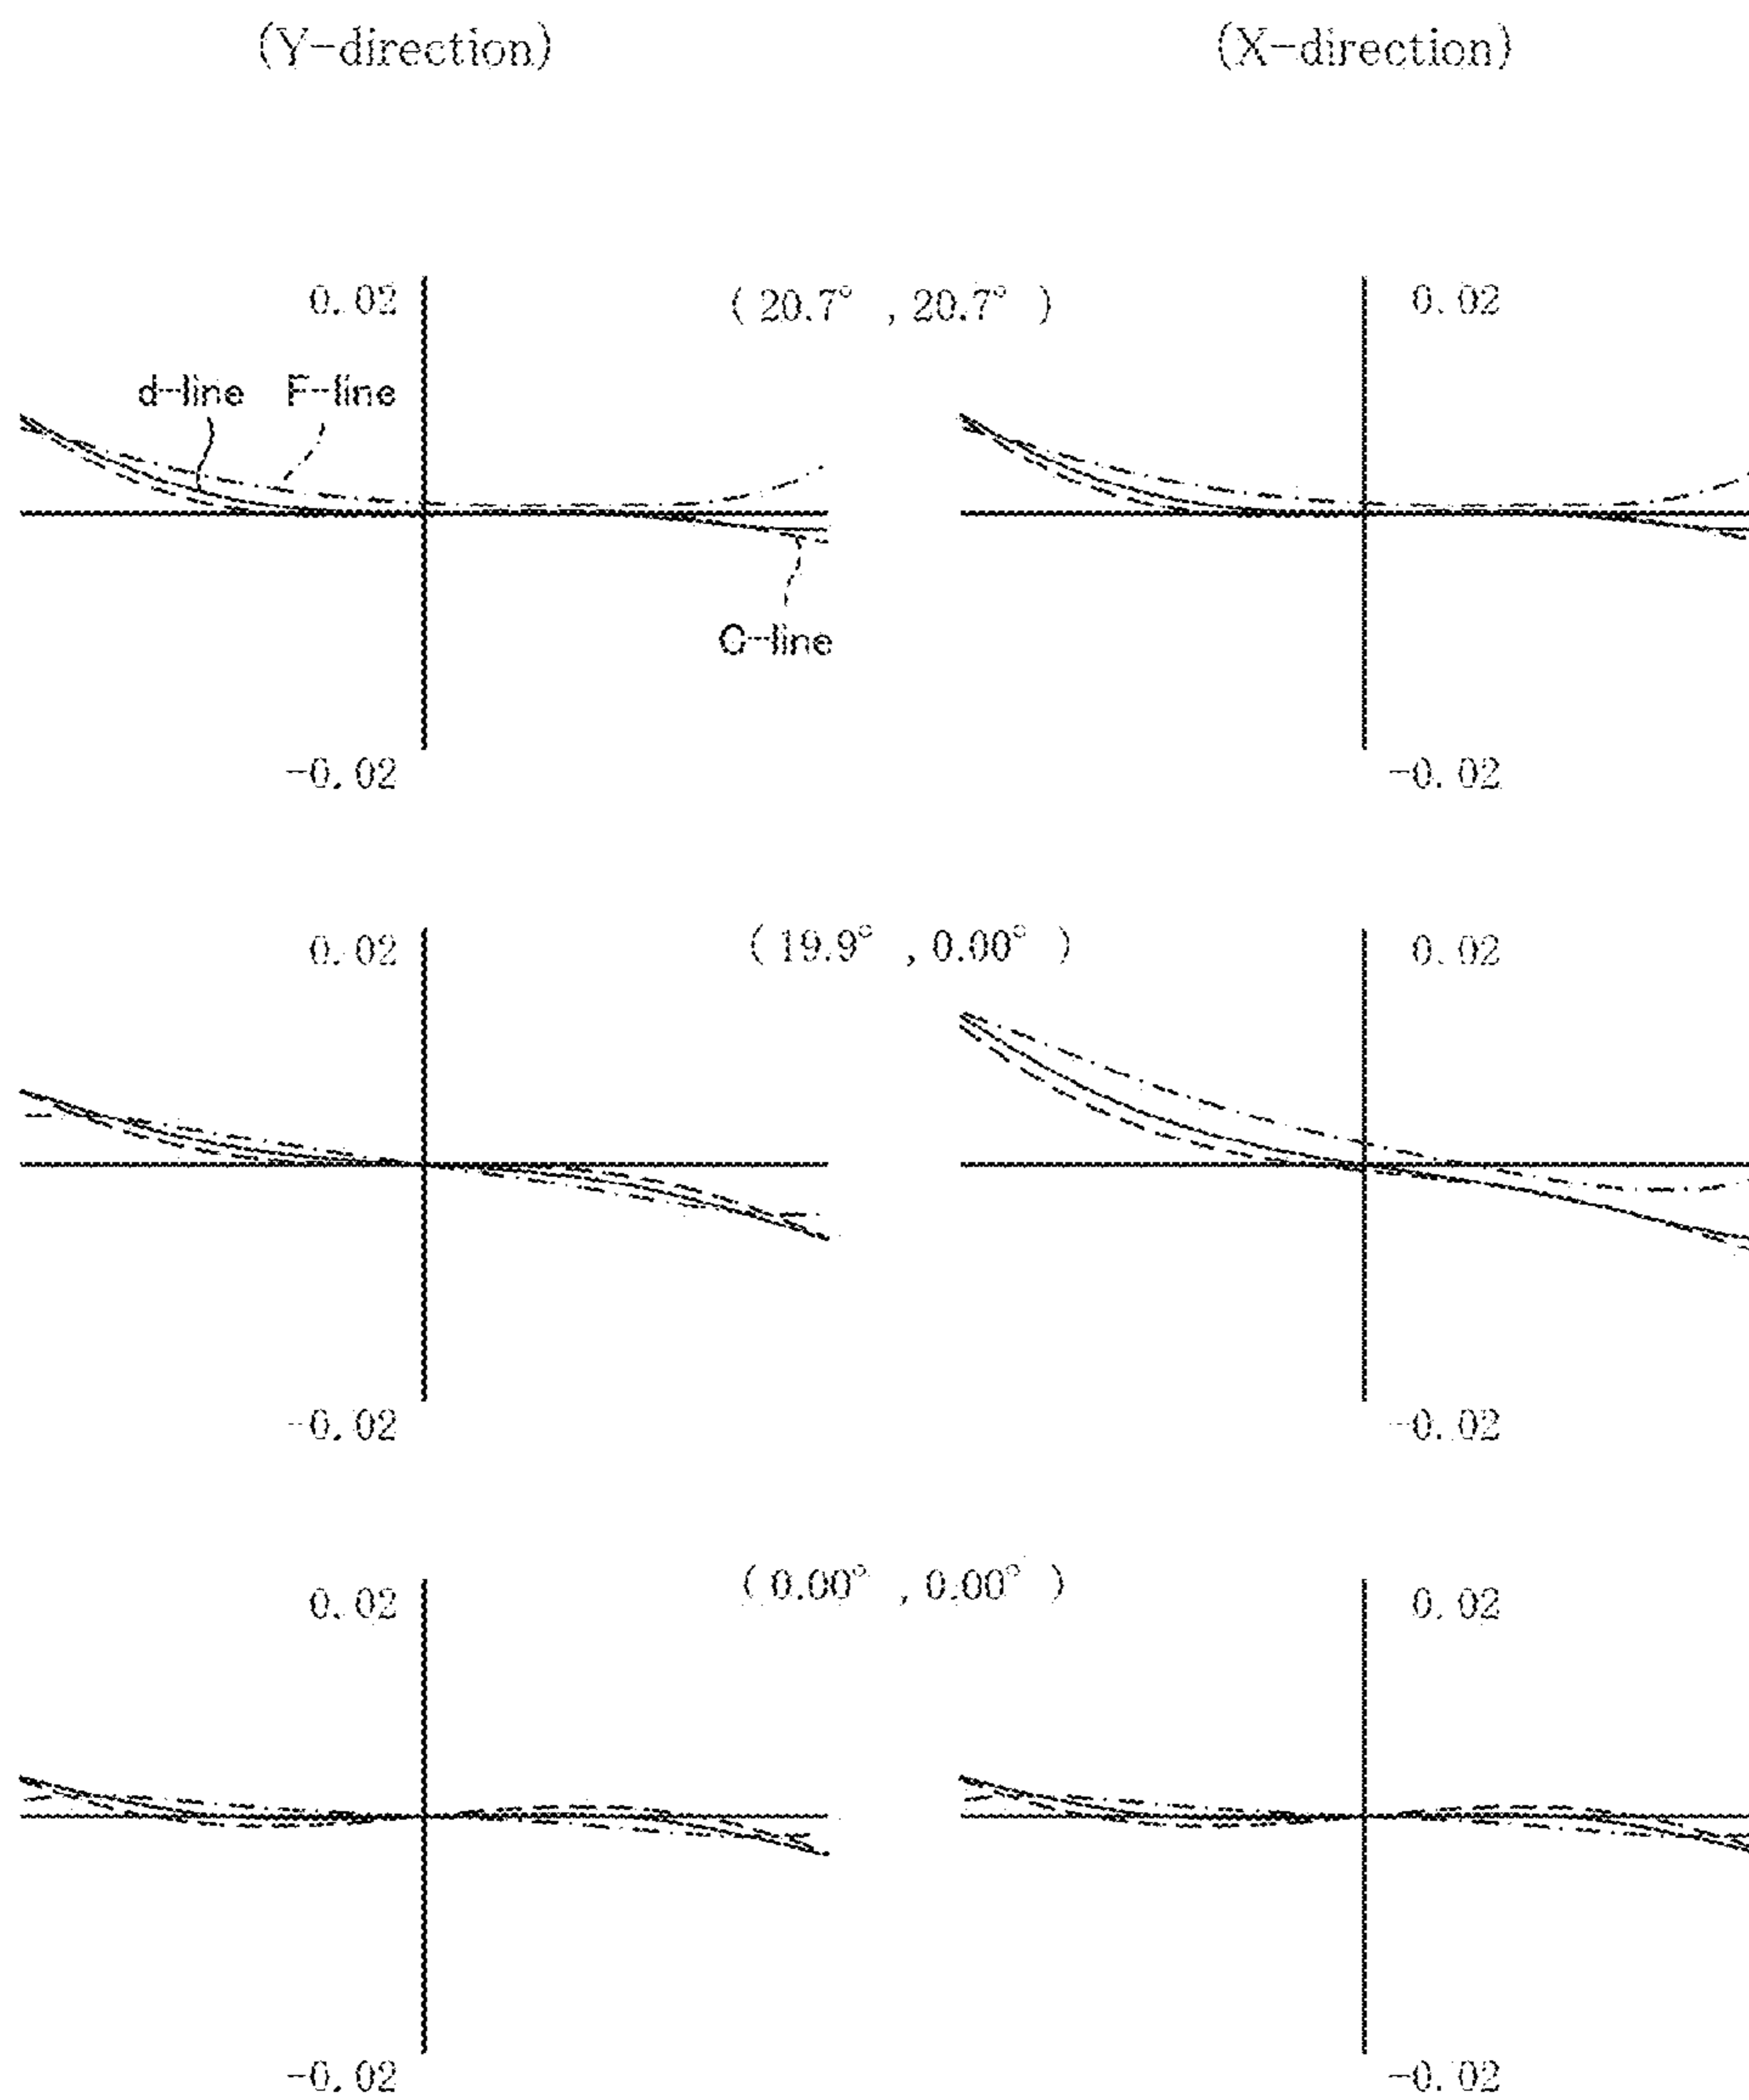 (Y-direction) (X-direction)
0.02 (20.7° ,20.7° ) 0.02
d-line F-line
C-line
-0.02 -0.02
0.02 (19.9° ,0.00° ) 0.02
-0.02 -0.02
0.02 (0.00° ,0.00° ) 0.02
-0.02 -0.02